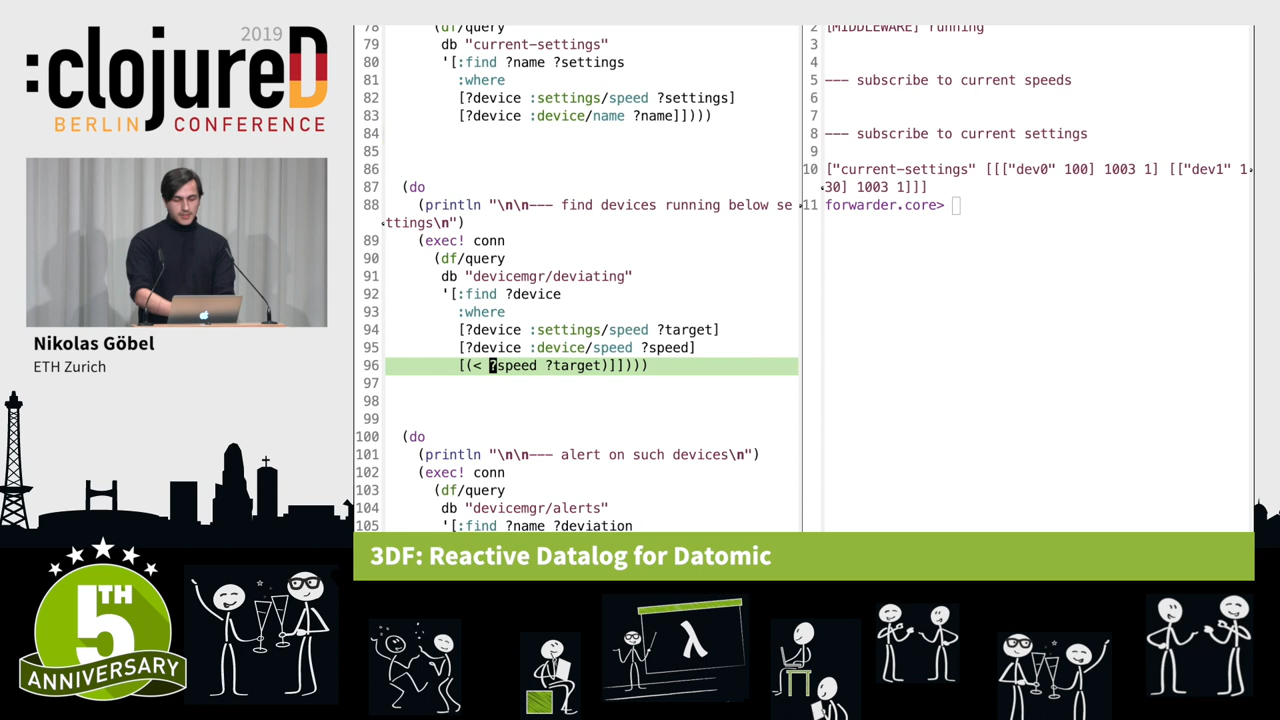 2019
:clojureD
BERLIN CONFERENCE
Nikolas Göbel
ETH Zurich
78 (df/query
79 db "current-settings"
80 '[:find ?name ?settings
81 :where
82 [?device :settings/speed ?settings]
83 [?device :device/name ?name]])))
84
85
86
87 (do
88 (println "\n\n--- find devices running below se
ttings\n")
89 (exec! conn
90 (df/query
91 db "devicemgr/deviating"
92 '[:find ?device
93 :where
94 [?device :settings/speed ?target]
95 [?device :device/speed ?speed]
96 [(< ?speed ?target)]])))
97
98
99
100 (do
101 (println "\n\n--- alert on such devices\n")
102 (exec! conn
103 (df/query
104 db "devicemgr/alerts"
105 '[:find ?name ?deviation
2 [MIDDLEWARE] running
3
4
5 --- subscribe to current speeds
6
7
8 --- subscribe to current settings
9
10 ["current-settings" [[["dev0" 100] 1003 1] [["dev1" 1
30] 1003 1]]]
11 forwarder.core>
3DF: Reactive Datalog for Datomic
5TH
ANNIVERSARY
λ